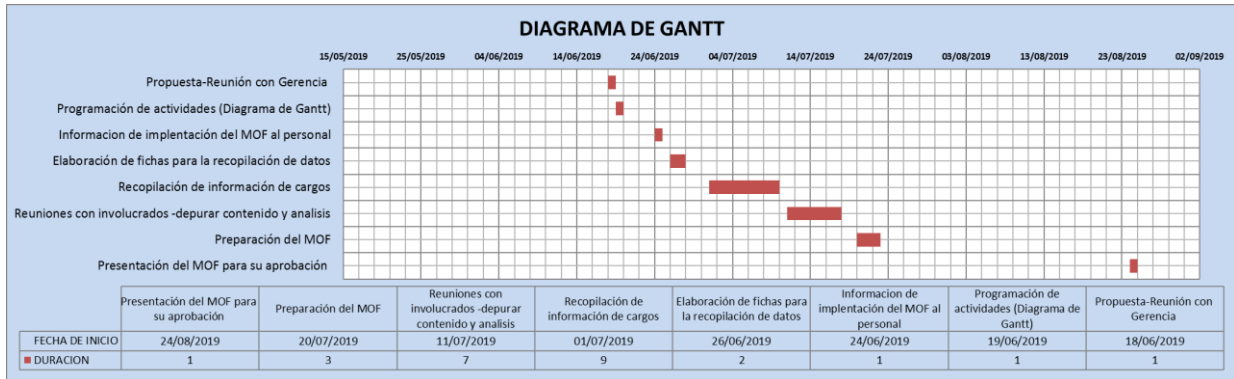 DIAGRAMA DE GANTT
15/05/2019 25/05/2019 04/06/2019 14/06/2019 24/06/2019 04/07/2019 14/07/2019 24/07/2019 03/08/2019 13/08/2019 23/08/2019 02/09/2019
Propuesta-Reunión con Gerencia
Programación de actividades (Diagrama de Gantt)
Informacion de implentación del MOF al personal
Elaboración de fichas para la recopilación de datos
Recopilación de información de cargos
Reuniones con involucrados -depurar contenido y analisis
Preparación del MOF
Presentación del MOF para su aprobación
Presentación del MOF para
su aprobación
Preparación del MOF
Reuniones con
involucrados -depurar
contenido y analisis
Recopilación de
información de cargos
Elaboración de fichas para
la recopilación de datos
Informacion de
implentación del MOF al
personal
Programación de
actividades (Diagrama de
Gantt)
Propuesta-Reunión con
Gerencia
FECHA DE INICIO 24/08/2019 20/07/2019 11/07/2019 01/07/2019 26/06/2019 24/06/2019 19/06/2019 18/06/2019
DURACION 1 3 7 9 2 1 1 1